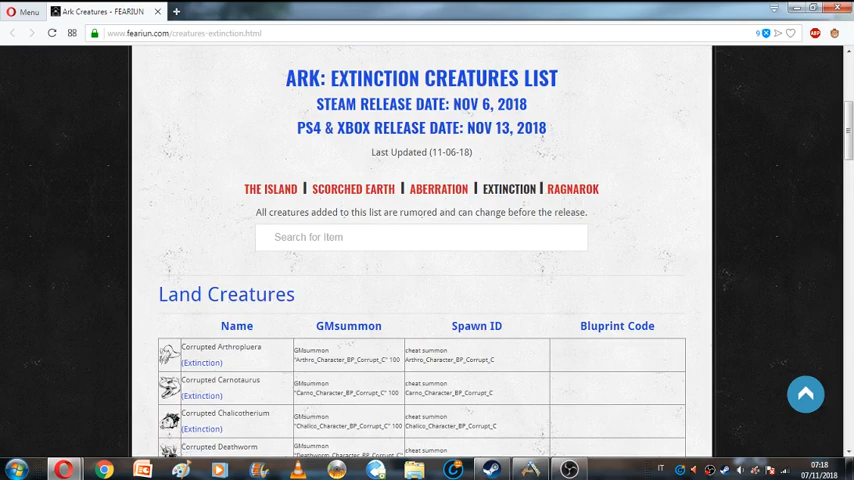 Menu
Ark Creatures - FEARIUN
www.feariun.com/creatures-extinction.html
9
ARK: EXTINCTION CREATURES LIST
STEAM RELEASE DATE: NOV 6, 2018
PS4 & XBOX RELEASE DATE: NOV 13, 2018
Last Updated (11-06-18)
THE ISLAND | SCORCHED EARTH | ABERRATION | EXTINCTION | RAGNAROK
All creatures added to this list are rumored and can change before the release.
Search for Item
Land Creatures
Name GMsummon Spawn ID Bluprint Code
Corrupted Arthropluera
(Extinction)
GMsummon
"Arthro_Character_BP_Corrupt_C" 100
cheat summon
Arthro_Character_BP_Corrupt_C
Corrupted Carnotaurus
(Extinction)
GMsummon
"Carno_Character_BP_Corrupt_C" 100
cheat summon
Carno_Character_BP_Corrupt_C
Corrupted Chalicotherium
(Extinction)
GMsummon
"Chalico_Character_BP_Corrupt_C" 100
cheat summon
Chalico_Character_BP_Corrupt_C
Corrupted Deathworm
GMsummon
"Deathworm_Character_BP_Corrupt_C"
cheat summon
IT
07:18
07/11/2018